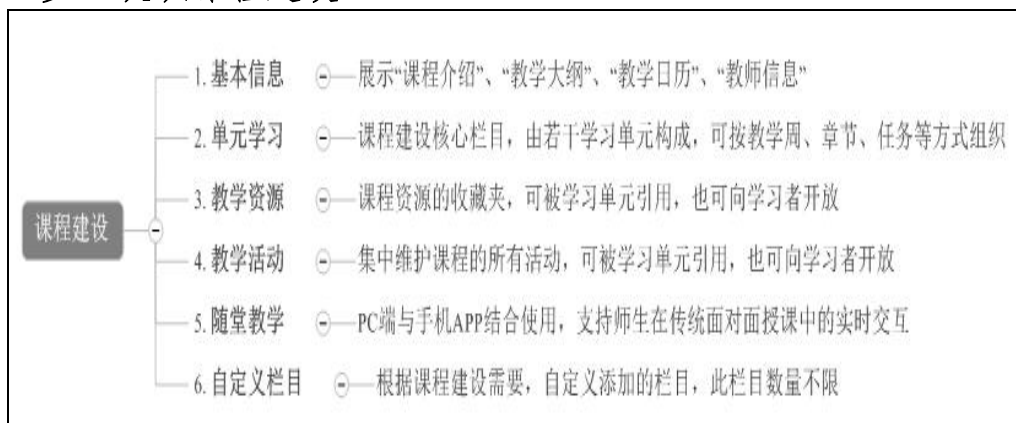 1. 基本信息 展示“课程介绍”、“教学大纲”、“教学日历”、“教师信息”
2. 单元学习 课程建设核心栏目，由若干学习单元构成，可按教学周、章节、任务等方式组织
3. 教学资源 课程资源的收藏夹，可被学习单元引用，也可向学习者开放
课程建设
4. 教学活动 集中维护课程的所有活动，可被学习单元引用，也可向学习者开放
5. 随堂教学 PC端与手机APP结合使用，支持师生在传统面对面授课中的实时交互
6. 自定义栏目 根据课程建设需要，自定义添加的栏目，此栏目数量不限